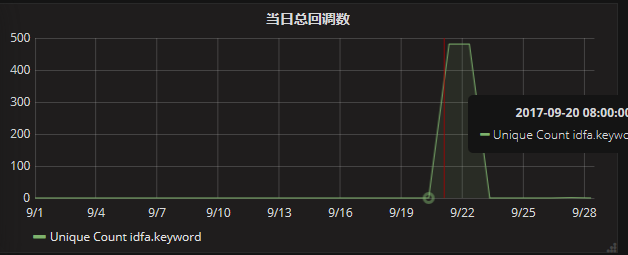 当日总回调数
500
400
300
200
100
0
2017-09-20 08:00:00
Unique Count idfa.keywo
9/1 9/4 9/7 9/10 9/13 9/16 9/19 9/22 9/25 9/28
Unique Count idfa.keyword